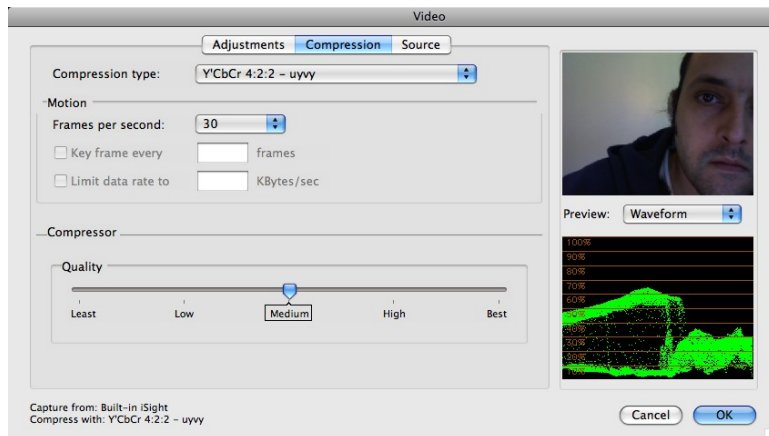 Video
Adjustments Compression Source
Compression type: Y'CbCr 4:2:2 – uyvy
Motion
Frames per second: 30
Key frame every frames
Limit data rate to KBytes/sec
Preview: Waveform
Compressor
100%
90%
Quality
80%
70%
60%
Least Low Medium High Best
30%
Capture from: Built-in iSight
Compress with: Y'CbCr 4:2:2 – uyvy
Cancel OK